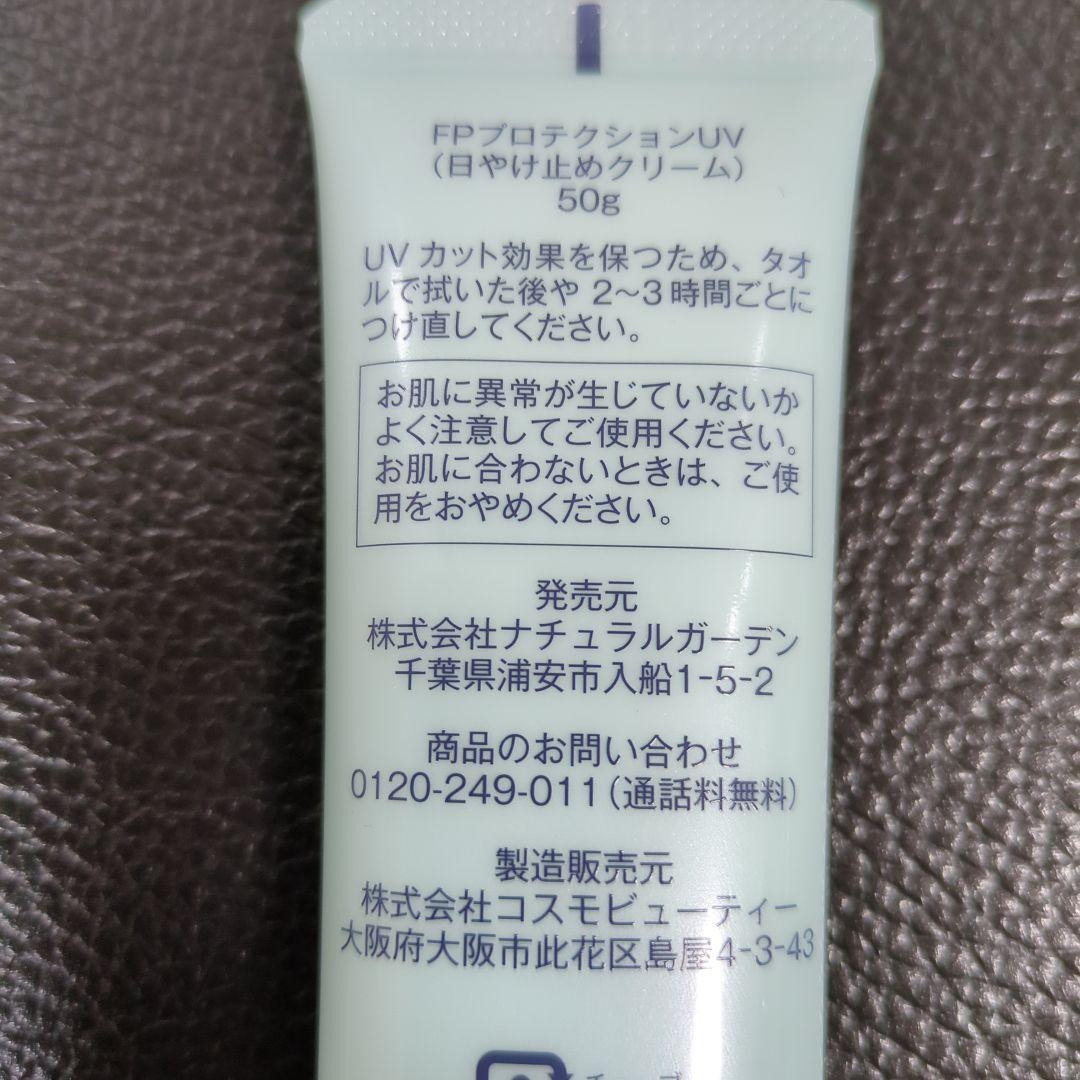 FPプロテクションUV
(日やけ止めクリーム)
50g
UVカット効果を保つため、タオ
ルで拭いた後や 2~3時間ごとに
つけ直してください。
お肌に異常が生じていないか
よく注意してご使用ください。
お肌に合わないときは、ご使
用をおやめください。
発売元
株式会社ナチュラルガーデン
千葉県浦安市入船1-5-2
商品のお問い合わせ
0120-249-011(通話料無料)
製造販売元
株式会社コスモビューティー
大阪府大阪市此花区島屋4-3-43